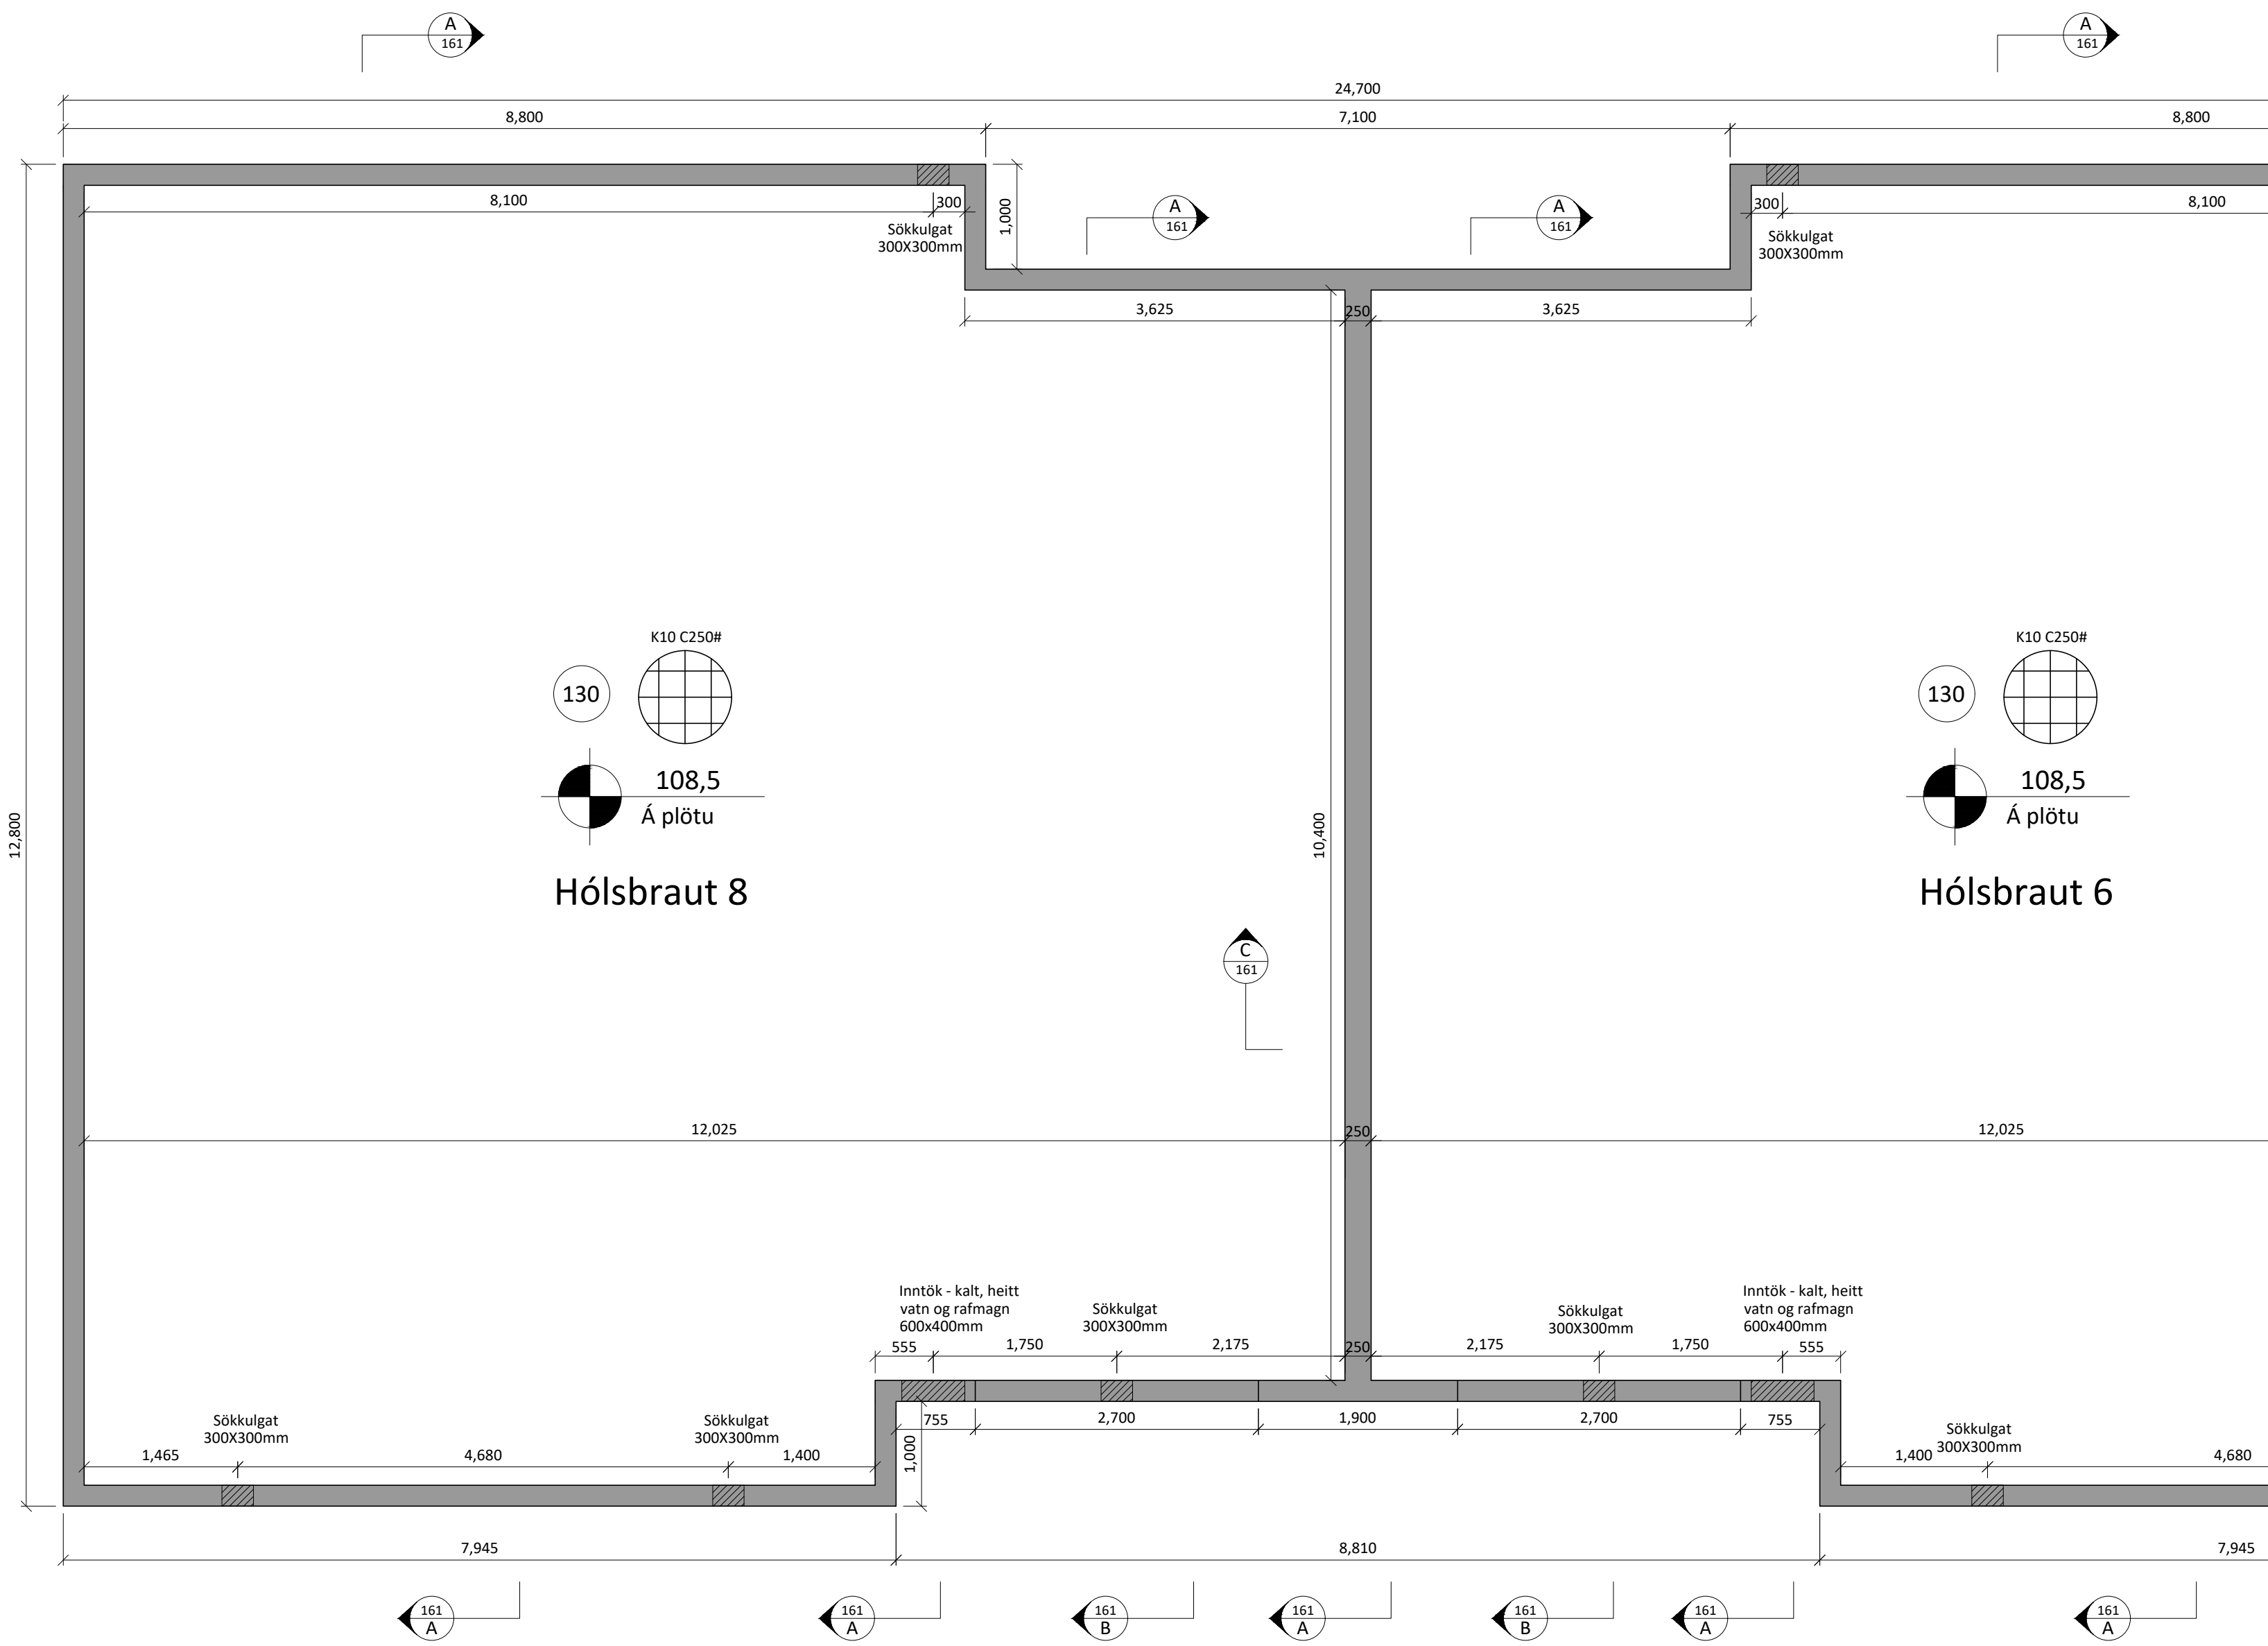 A
161
A
161
24,700
8,800
7,100
8,800
8,100
300
Sökkulgat
300X300mm
1,000
A
161
A
161
300
8,100
Sökkulgat
300X300mm
3,625
250
3,625
K10 C250#
130
108,5
Á plötu
Hólsbraut 8
K10 C250#
130
108,5
Á plötu
Hólsbraut 6
12,800
10,400
C
161
12,025
250
12,025
Inntök - kalt, heitt
vatn og rafmagn
600x400mm
Sökkulgat
300X300mm
Sökkulgat
300X300mm
Inntök - kalt, heitt
vatn og rafmagn
600x400mm
555
1,750
2,175
250
2,175
1,750
555
755
2,700
1,900
2,700
755
1,000
Sökkulgat
300X300mm
Sökkulgat
300X300mm
Sökkulgat
300X300mm
1,465
4,680
1,400
1,400
4,680
7,945
8,810
7,945
161
A
161
A
161
B
161
A
161
B
161
A
161
A